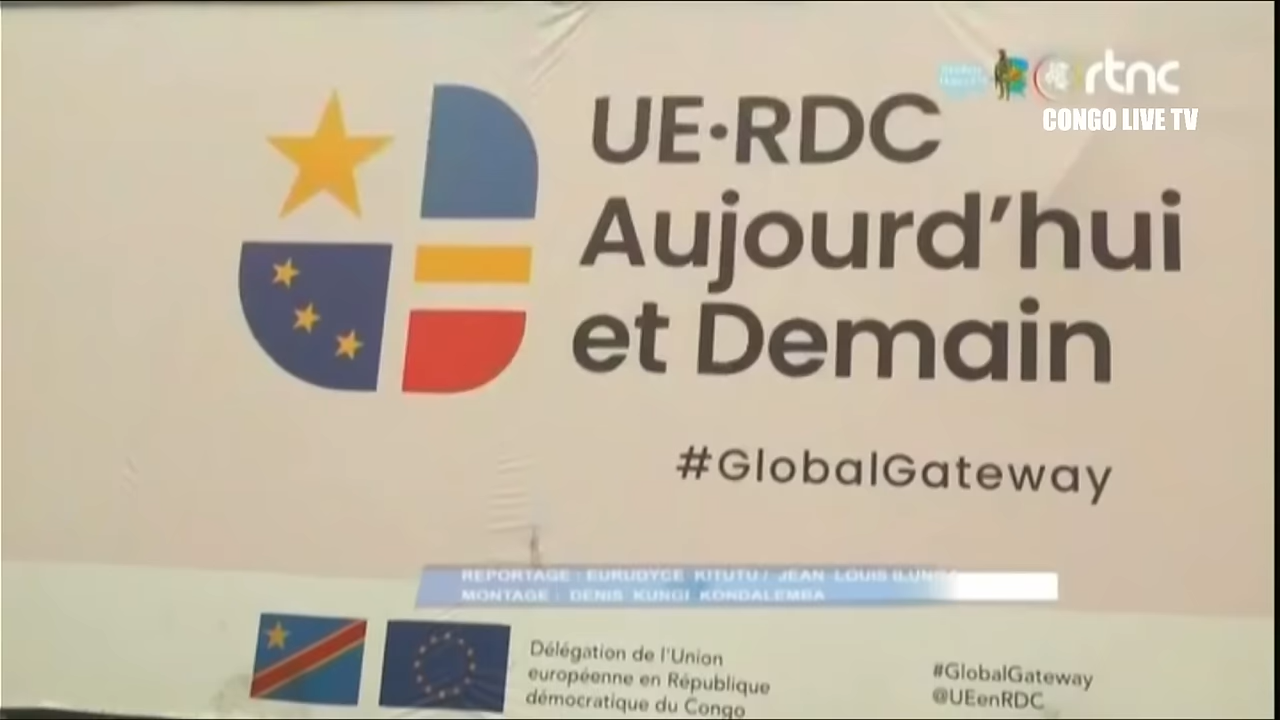 rtnc
CONGO LIVE TV
UE·RDC
Aujourd'hui
et Demain
#GlobalGateway
REPORTAGE : EURUDYCE KITUTU / JEAN LOUIS
MONTAGE : DENIS KUNGI KONDALEMBA
Délégation de l'Union
européenne en République
démocratique du Congo
#GlobalGateway
@UEenRDC